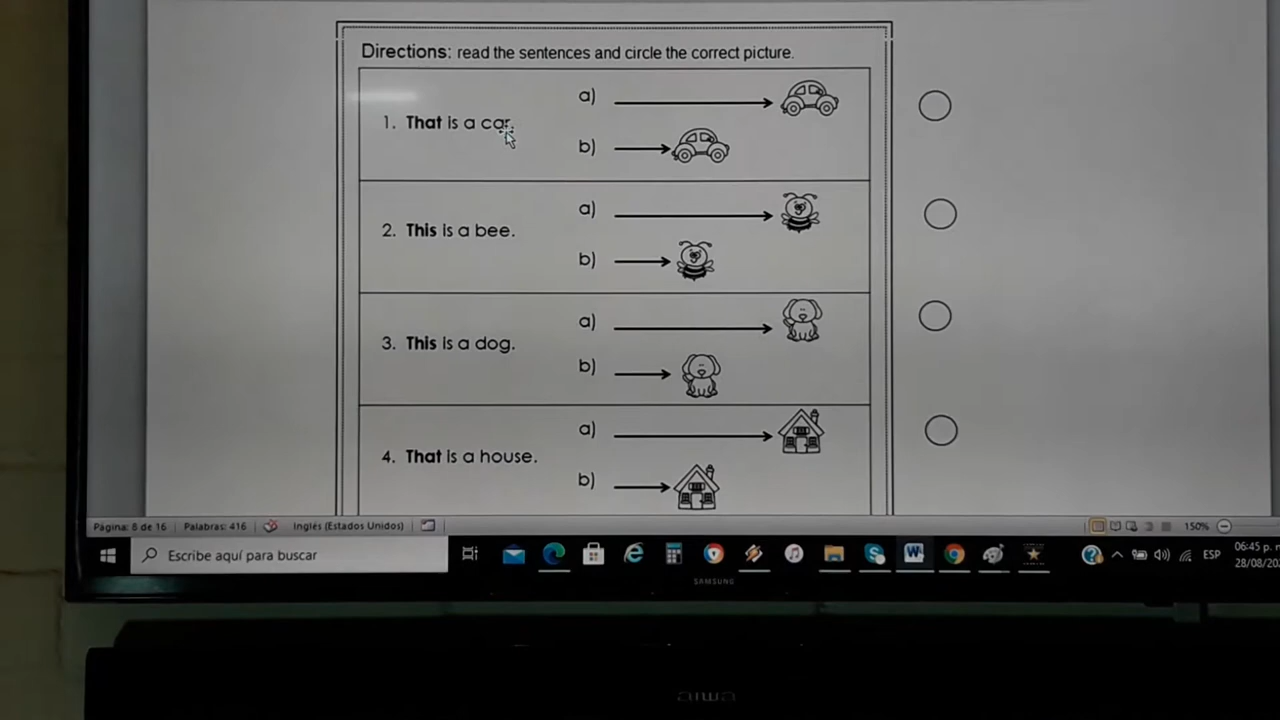 Directions: read the sentences and circle the correct picture.
1. That is a car.
a)
b)
2. This is a bee.
a)
b)
3. This is a dog.
a)
b)
4. That is a house.
a)
b)
Página: 8 de 16 Palabras: 416 Inglés (Estados Unidos) 150%
Escribe aquí para buscar
ESP
06:45 p.
28/08/20
SAMSUNG
aiwa